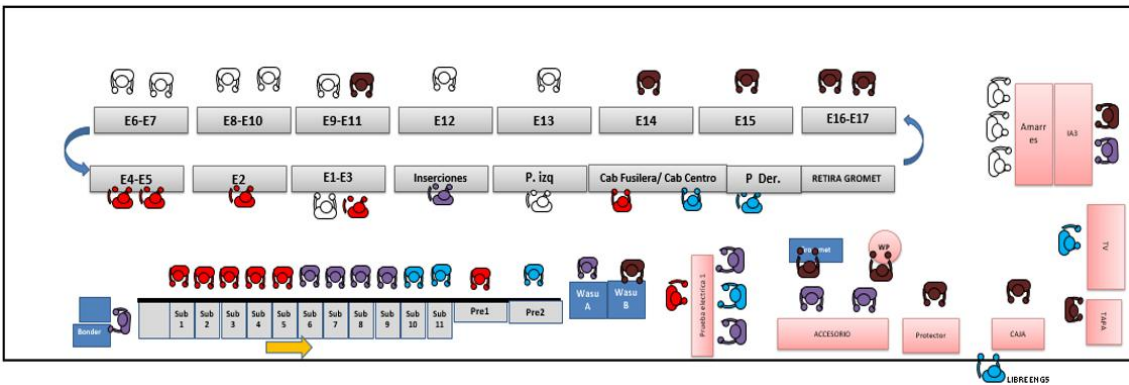 E6-E7 E8-E10 E9-E11 E12 E13 E14 E15 E16-E17
Amarr
es
IA3
E4-E5 E2 E1-E3 Inserciones P. izq Cab Fusilera/ Cab Centro P Der. RETIRA GROMET
TV
WP
Bonder
Sub
1
Sub
2
Sub
3
Sub
4
Sub
5
Sub
6
Sub
7
Sub
8
Sub
9
Sub
10
Sub
11
Pre1
Pre2
Wasu
A
Wasu
B
Prueba electrica 1
ACCESORIO
Protector
CAJA
TAPA
LIBRE ENG5